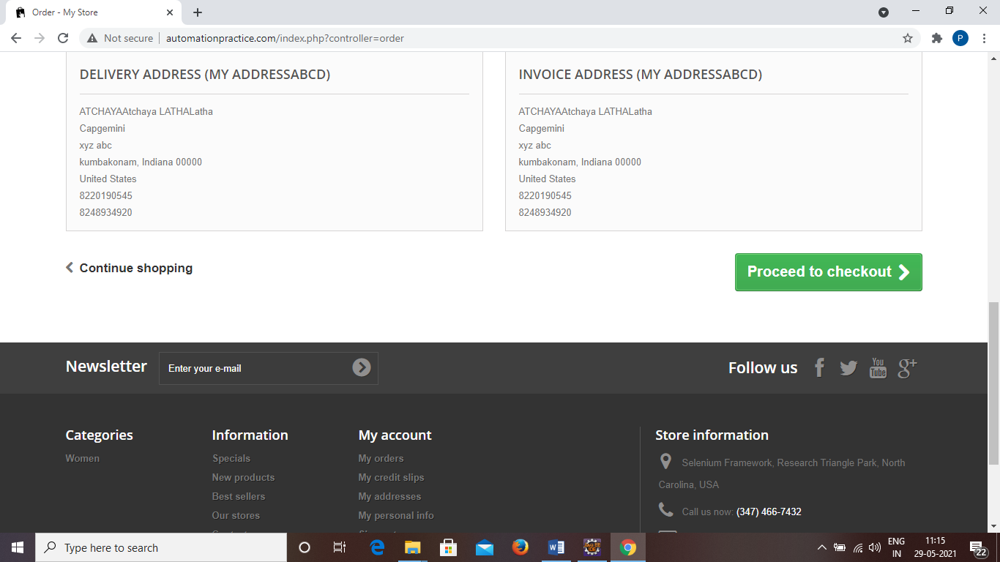 Order - My Store
Not secure
automationpractice.com/index.php?controller=order
P
DELIVERY ADDRESS (MY ADDRESSABCD)
ATCHAYAAtchaya LATHALatha
Capgemini
xyz abc
kumbakonam, Indiana 00000
United States
8220190545
8248934920
INVOICE ADDRESS (MY ADDRESSABCD)
ATCHAYAAtchaya LATHALatha
Capgemini
xyz abc
kumbakonam, Indiana 00000
United States
8220190545
8248934920
Continue shopping
Proceed to checkout
Newsletter
Enter your e-mail
Follow us
You
Tube
g+
Categories
Women
Information
Specials
New products
Best sellers
Our stores
My account
My orders
My credit slips
My addresses
My personal info
Store information
Selenium Framework, Research Triangle Park, North
Carolina, USA
Call us now: (347) 466-7432
Type here to search
Java EE
IDE
ENG
IN
11:15
29-05-2021
22